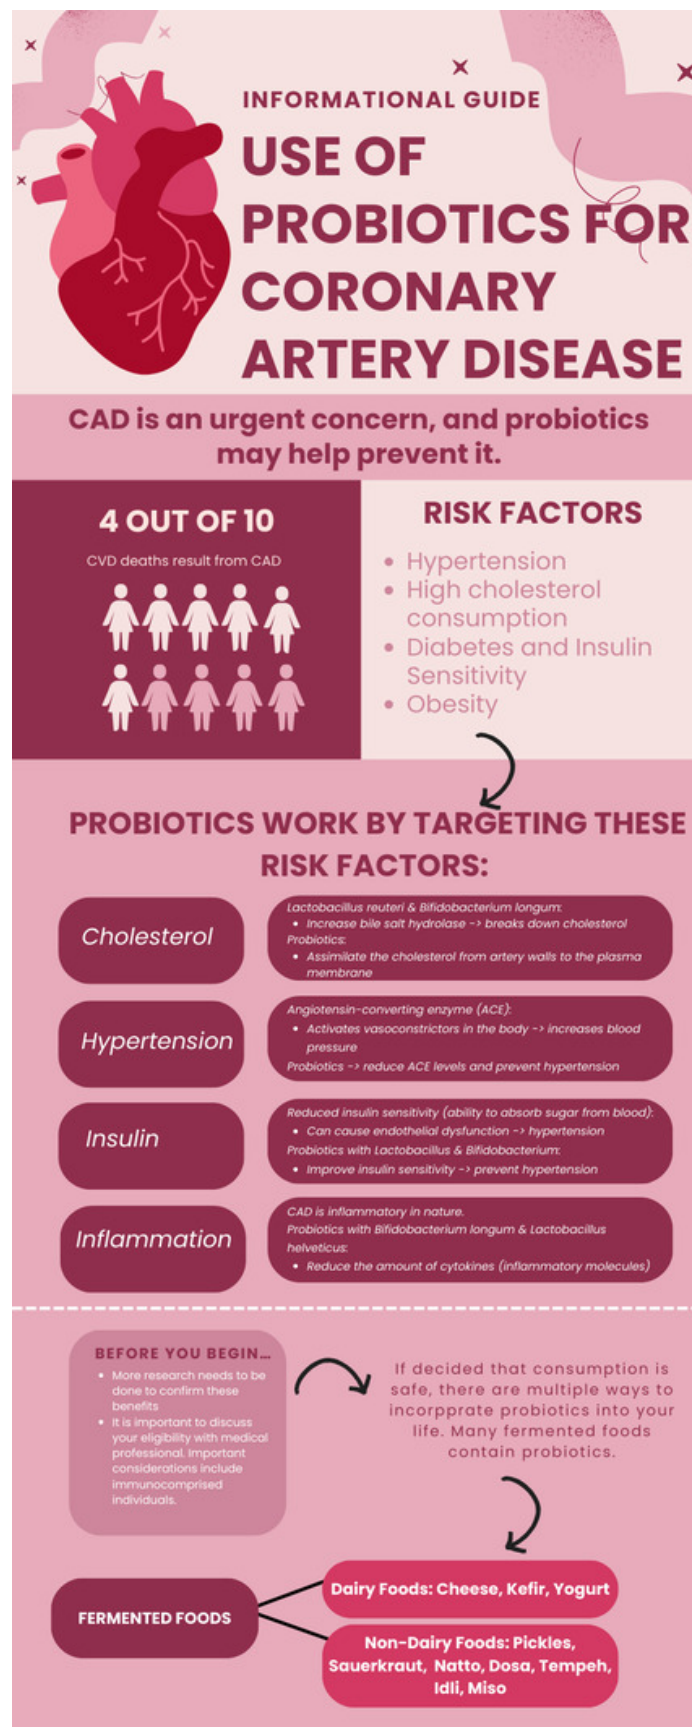 INFORMATIONAL GUIDE
USE OF
PROBIOTICS FOR
CORONARY
ARTERY DISEASE
CAD is an urgent concern, and probiotics
may help prevent it.
4 OUT OF 10
CVD deaths result from CAD
RISK FACTORS
• Hypertension
• High cholesterol
consumption
• Diabetes and Insulin
Sensitivity
• Obesity
PROBIOTICS WORK BY TARGETING THESE
RISK FACTORS:
Cholesterol
Lactobacillus reuteri & Bifidobacterium longum:
• Increase bile salt hydrolase -> breaks down cholesterol
Probiotics:
• Assimilate the cholesterol from artery walls to the plasma
membrane
Hypertension
Angiotensin-converting enzyme (ACE):
• Activates vasoconstrictors in the body -> increases blood
pressure
Probiotics -> reduce ACE levels and prevent hypertension
Insulin
Reduced insulin sensitivity (ability to absorb sugar from blood):
• Can cause endothelial dysfunction -> hypertension
Probiotics with Lactobacillus & Bifidobacterium:
• Improve insulin sensitivity -> prevent hypertension
Inflammation
CAD is inflammatory in nature.
Probiotics with Bifidobacterium longum & Lactobacillus
helveticus:
• Reduce the amount of cytokines (inflammatory molecules)
BEFORE YOU BEGIN...
• More research needs to be
done to confirm these
benefits
• It is important to discuss
your eligibility with medical
professional. Important
considerations include
immunocomprised
individuals.
If decided that consumption is
safe, there are multiple ways to
incorpprate probiotics into your
life. Many fermented foods
contain probiotics.
FERMENTED FOODS
Dairy Foods: Cheese, Kefir, Yogurt
Non-Dairy Foods: Pickles,
Sauerkraut, Natto, Dosa, Tempeh,
Idli, Miso